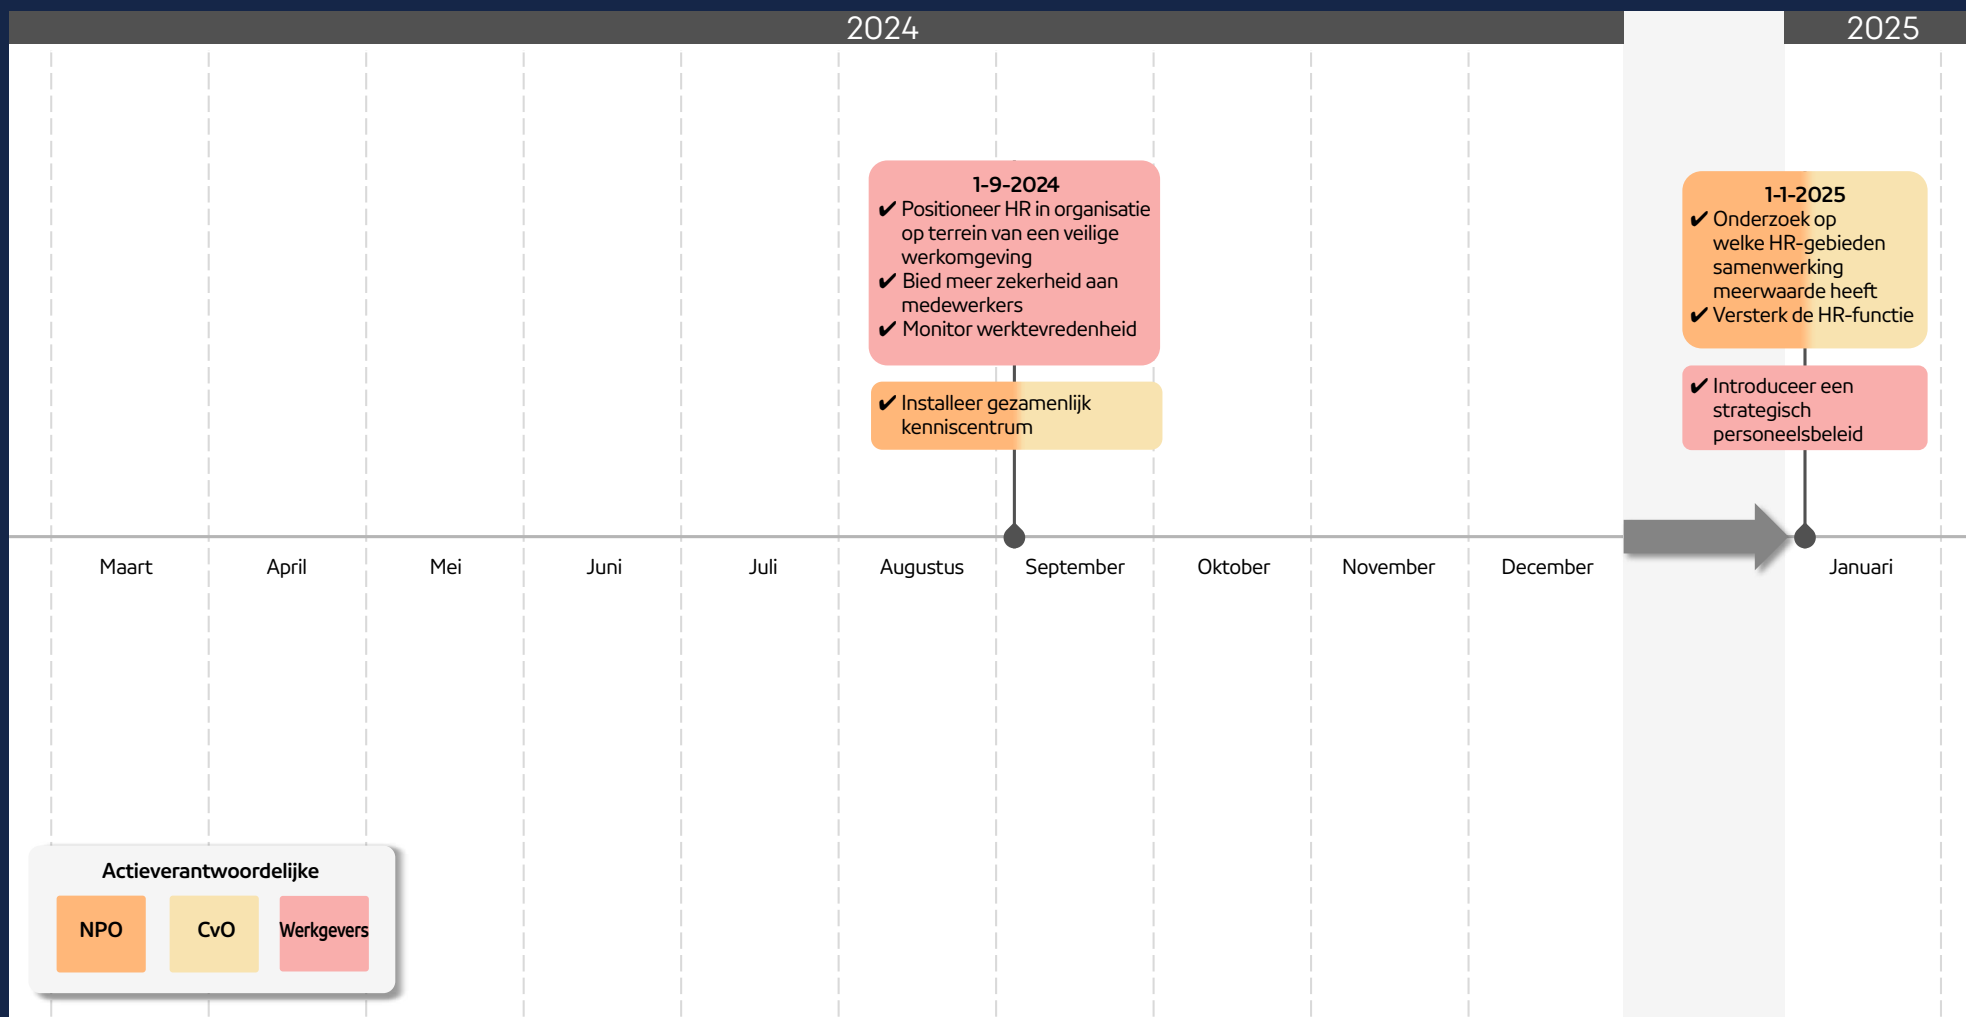 2024
2025
1-9-2024
✔ Positioneer HR in organisatie
op terrein van een veilige
werkomgeving
✔ Bied meer zekerheid aan
medewerkers
✔ Monitor werktevredenheid
✔ Installeer gezamenlijk
kenniscentrum
1-1-2025
✔ Onderzoek op
welke HR-gebieden
samenwerking
meerwaarde heeft
✔ Versterk de HR-functie
✔ Introduceer een
strategisch
personeelsbeleid
Maart
April
Mei
Juni
Juli
Augustus
September
Oktober
November
December
Januari
Actieverantwoordelijke
NPO
CvO
Werkgevers